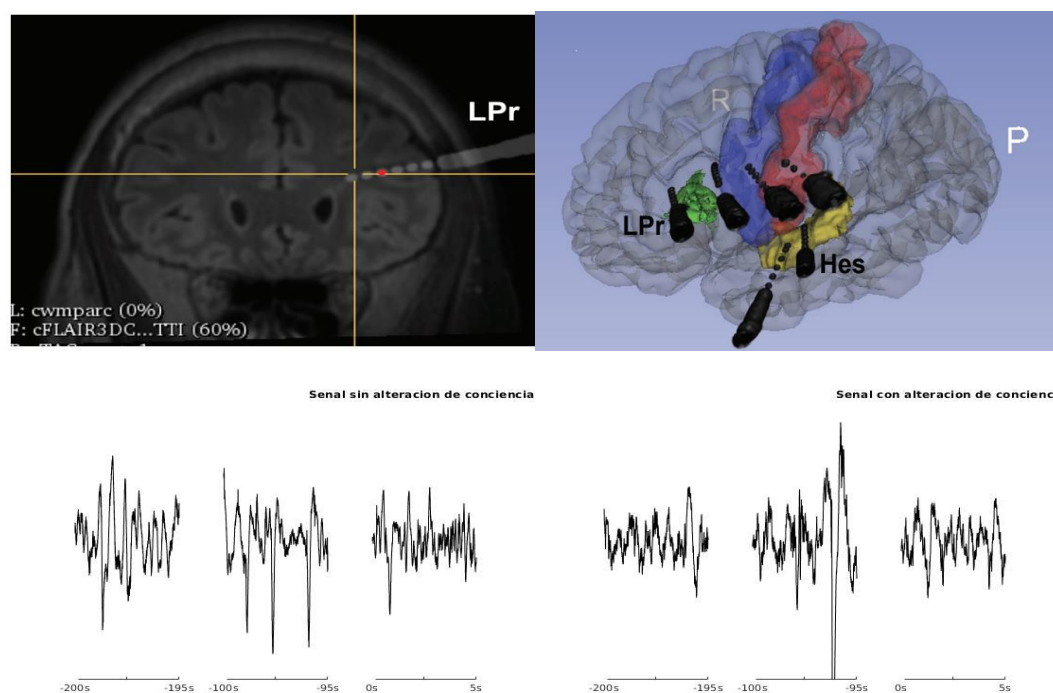 LPr
L: cwmparc (0%)
F: cFLAIR3DC...TTI (60%)
R
P
LPr
Hes
Senal sin alteracion de conciencia
Senal con alteracion de concienc
-200s -195s -100s -95s 0s 5s
-200s -195s -100s -95s 0s 5s